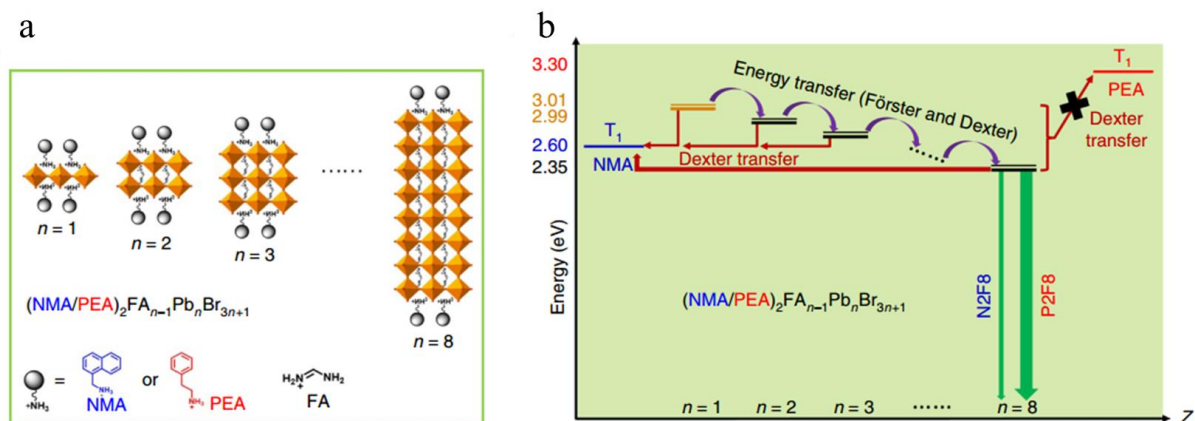 a
n = 1
n = 2
n = 3
......
n = 8
(NMA/PEA)₂FAₙ₋₁PbₙBr₃ₙ₊₁
+NH₃
=
NH₃
+
NMA
or
NH₃
+
PEA
H₂N
+
NH₂
FA
b
Energy (eV)
3.30
3.01
2.99
2.60
2.35
T₁
NMA
Energy transfer (Förster and Dexter)
Dexter transfer
T₁
PEA
Dexter
transfer
(NMA/PEA)₂FAₙ₋₁PbₙBr₃ₙ₊₁
N2F8
P2F8
n = 1
n = 2
n = 3
......
n = 8
Z